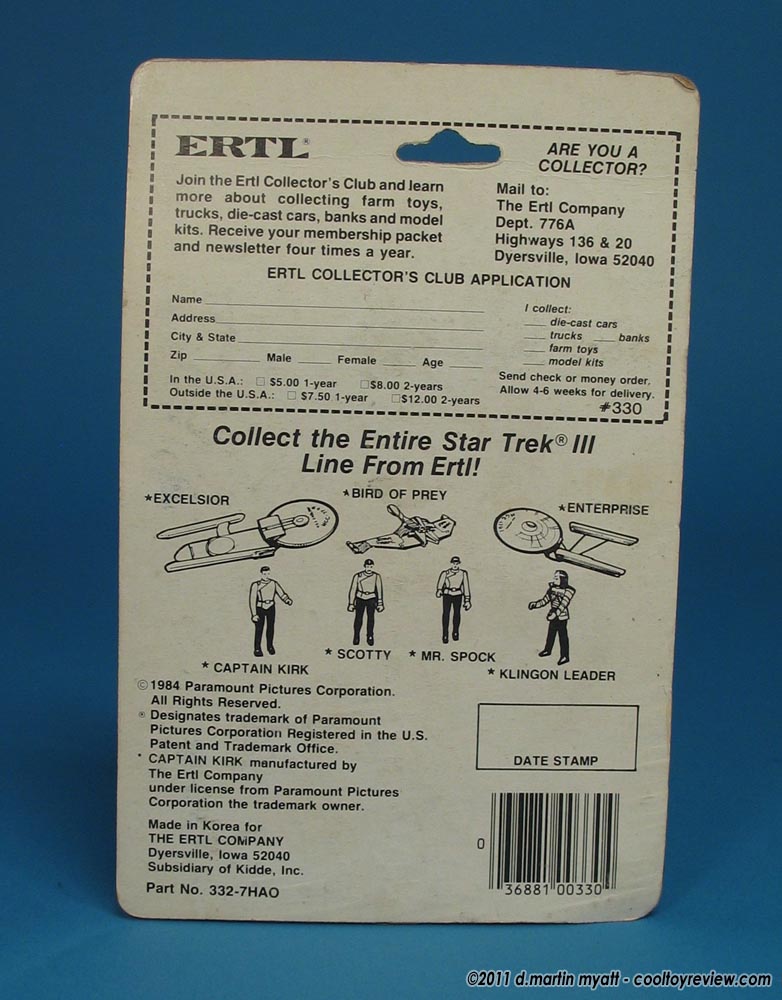 ERTL®
ARE YOU A
COLLECTOR?
Join the Ertl Collector's Club and learn
more about collecting farm toys,
trucks, die-cast cars, banks and model
kits. Receive your membership packet
and newsletter four times a year.
Mail to:
The Ertl Company
Dept. 776A
Highways 136 & 20
Dyersville, Iowa 52040
ERTL COLLECTOR'S CLUB APPLICATION
Name
Address
City & State
Zip Male Female Age
I collect:
die-cast cars
trucks banks
farm toys
model kits
In the U.S.A.: □ $5.00 1-year □ $8.00 2-years
Outside the U.S.A.: □ $7.50 1-year □ $12.00 2-years
Send check or money order.
Allow 4-6 weeks for delivery.
#330
Collect the Entire Star Trek® III
Line From Ertl!
★EXCELSIOR
★BIRD OF PREY
★ENTERPRISE
★ CAPTAIN KIRK
★ SCOTTY
★ MR. SPOCK
★ KLINGON LEADER
© 1984 Paramount Pictures Corporation.
All Rights Reserved.
® Designates trademark of Paramount
Pictures Corporation Registered in the U.S.
Patent and Trademark Office.
* CAPTAIN KIRK manufactured by
The Ertl Company
under license from Paramount Pictures
Corporation the trademark owner.
Made in Korea for
THE ERTL COMPANY
Dyersville, Iowa 52040
Subsidiary of Kidde, Inc.
Part No. 332-7HAO
DATE STAMP
0 36881 00330
©2011 d.martin myatt - cooltoyreview.com